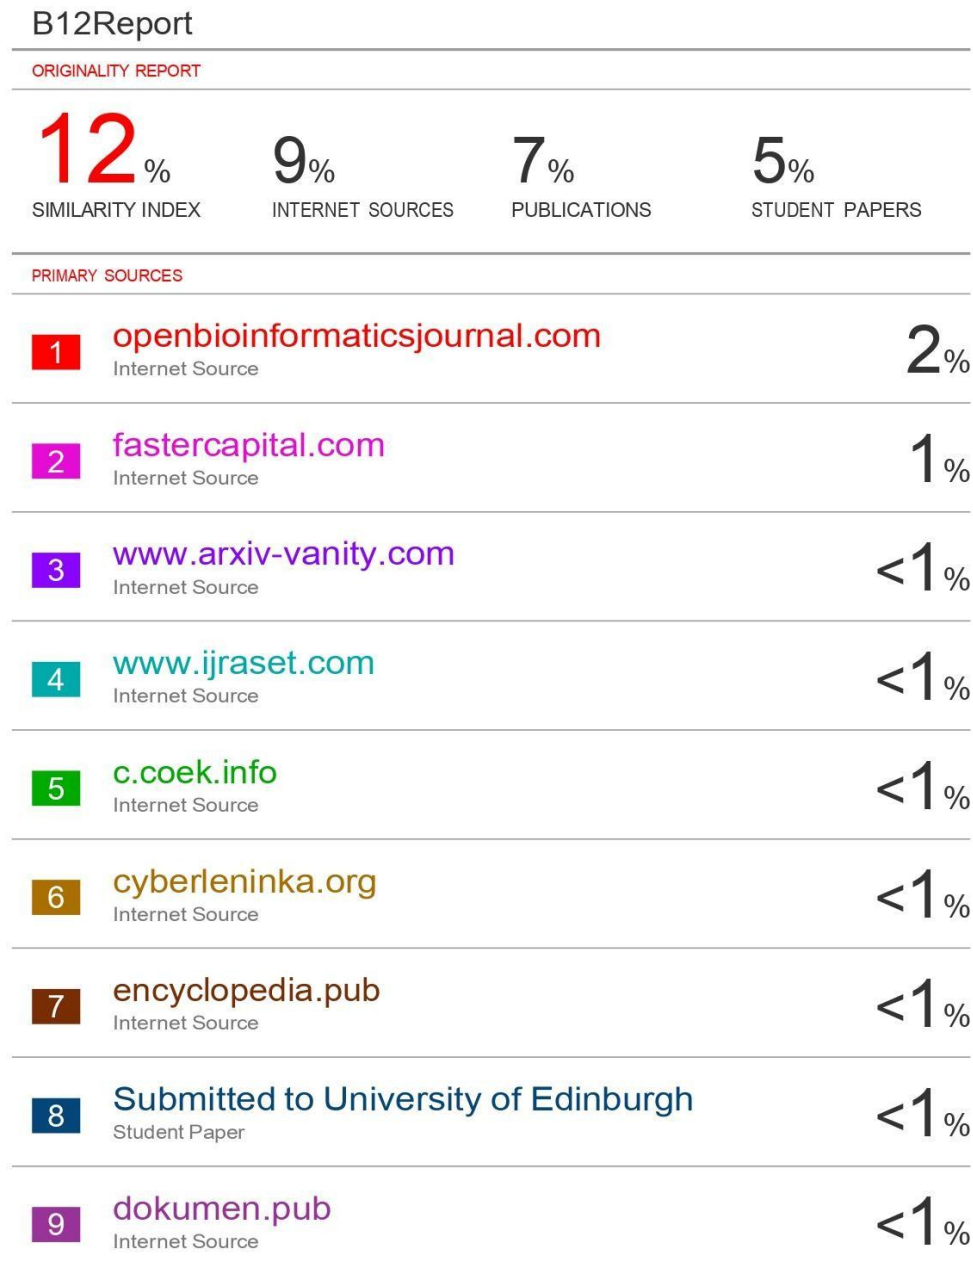 B12Report
ORIGINALITY REPORT
12% 9% 7% 5%
SIMILARITY INDEX INTERNET SOURCES PUBLICATIONS STUDENT PAPERS
PRIMARY SOURCES
1 openbioinformaticsjournal.com 2%
Internet Source
2 fastercapital.com 1%
Internet Source
3 www.arxiv-vanity.com <1%
Internet Source
4 www.ijraset.com <1%
Internet Source
5 c.coek.info <1%
Internet Source
6 cyberleninka.org <1%
Internet Source
7 encyclopedia.pub <1%
Internet Source
8 Submitted to University of Edinburgh <1%
Student Paper
9 dokumen.pub <1%
Internet Source